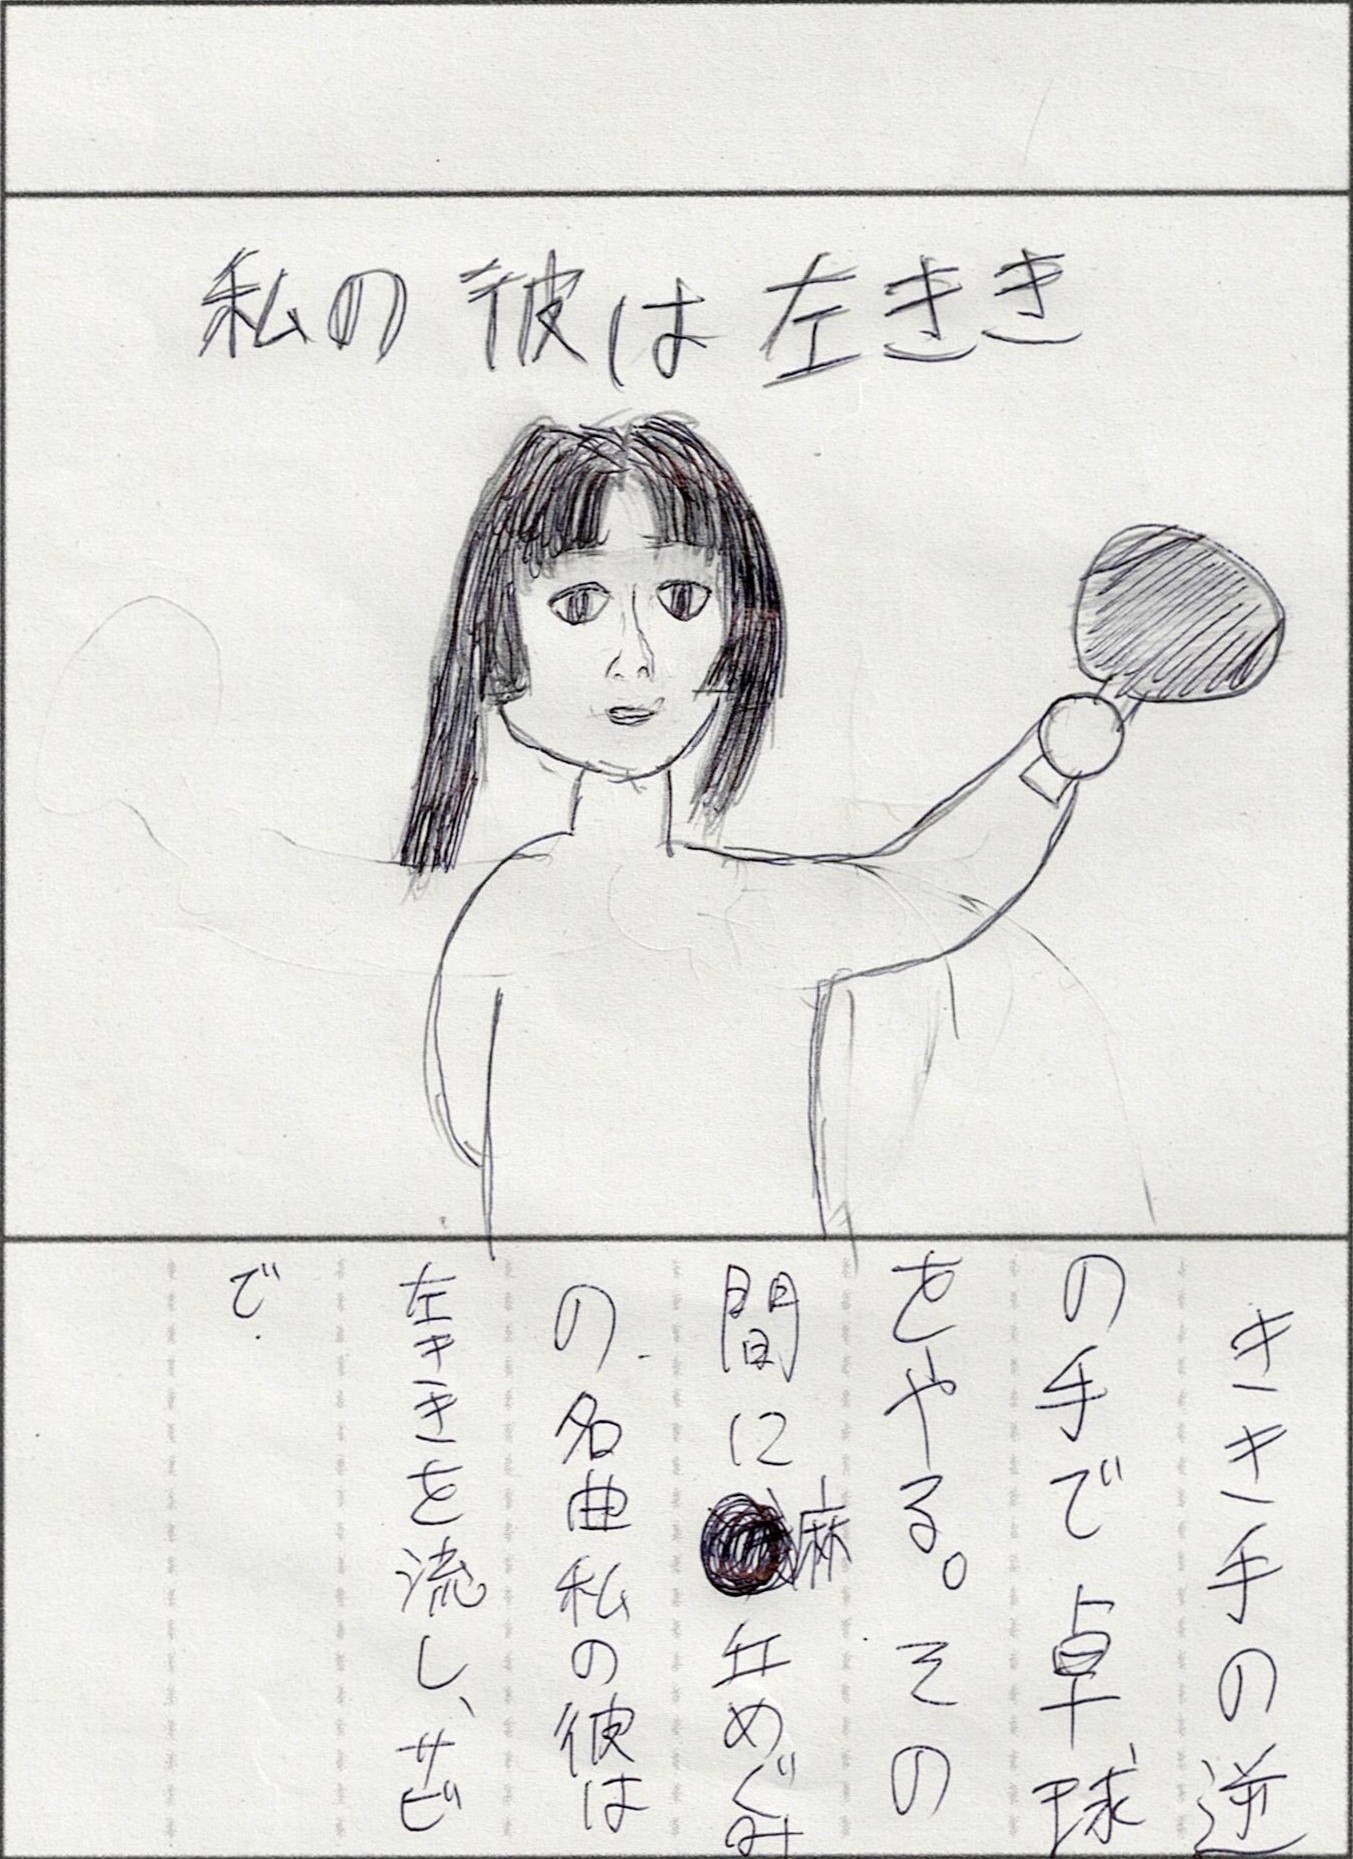 私の彼は左きき
きき手の逆
の手で卓球
をやる。その
間に麻丘めぐみ
の名曲私の彼は
左ききを流し、サビ
で